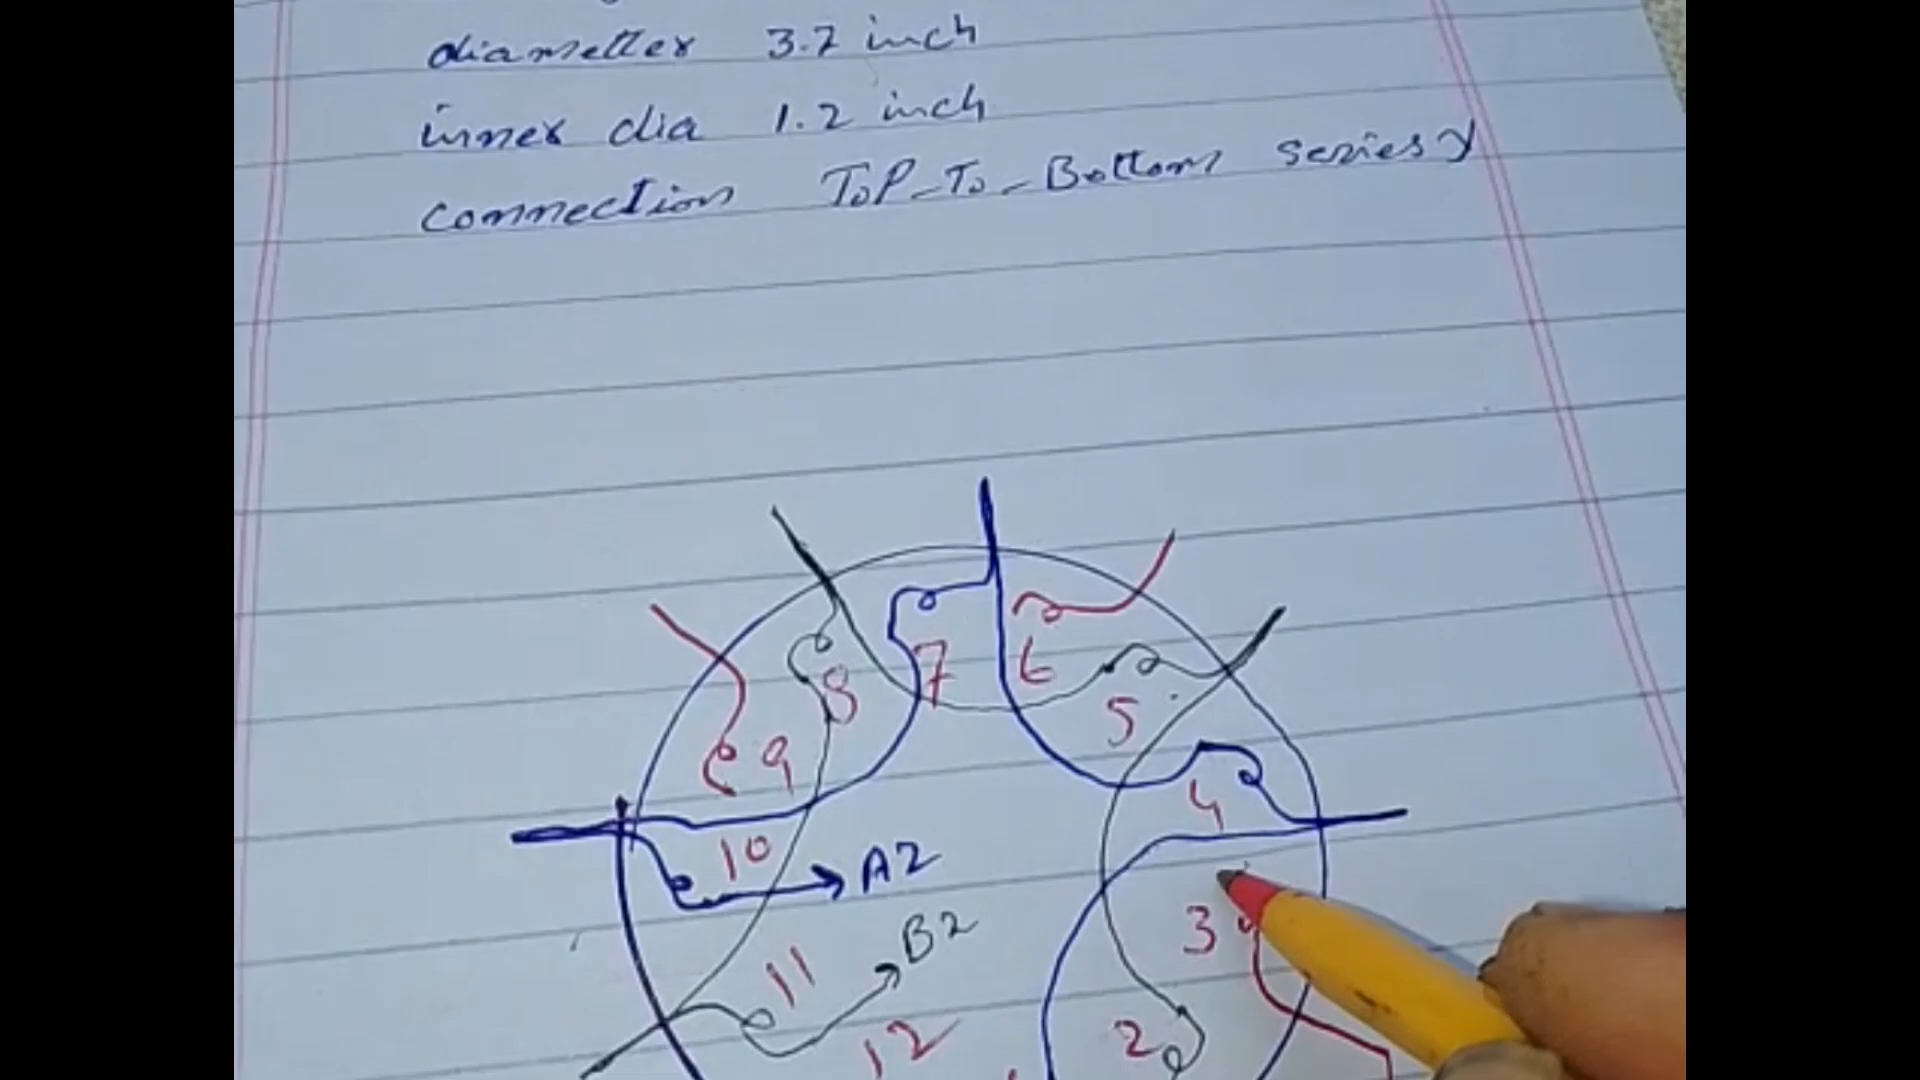 diametter 3.7 inch
inner dia 1.2 inch
connection ToP-To-Bottom series Y
8
7
6
9
5
4
10
A2
3
11
B2
12
2